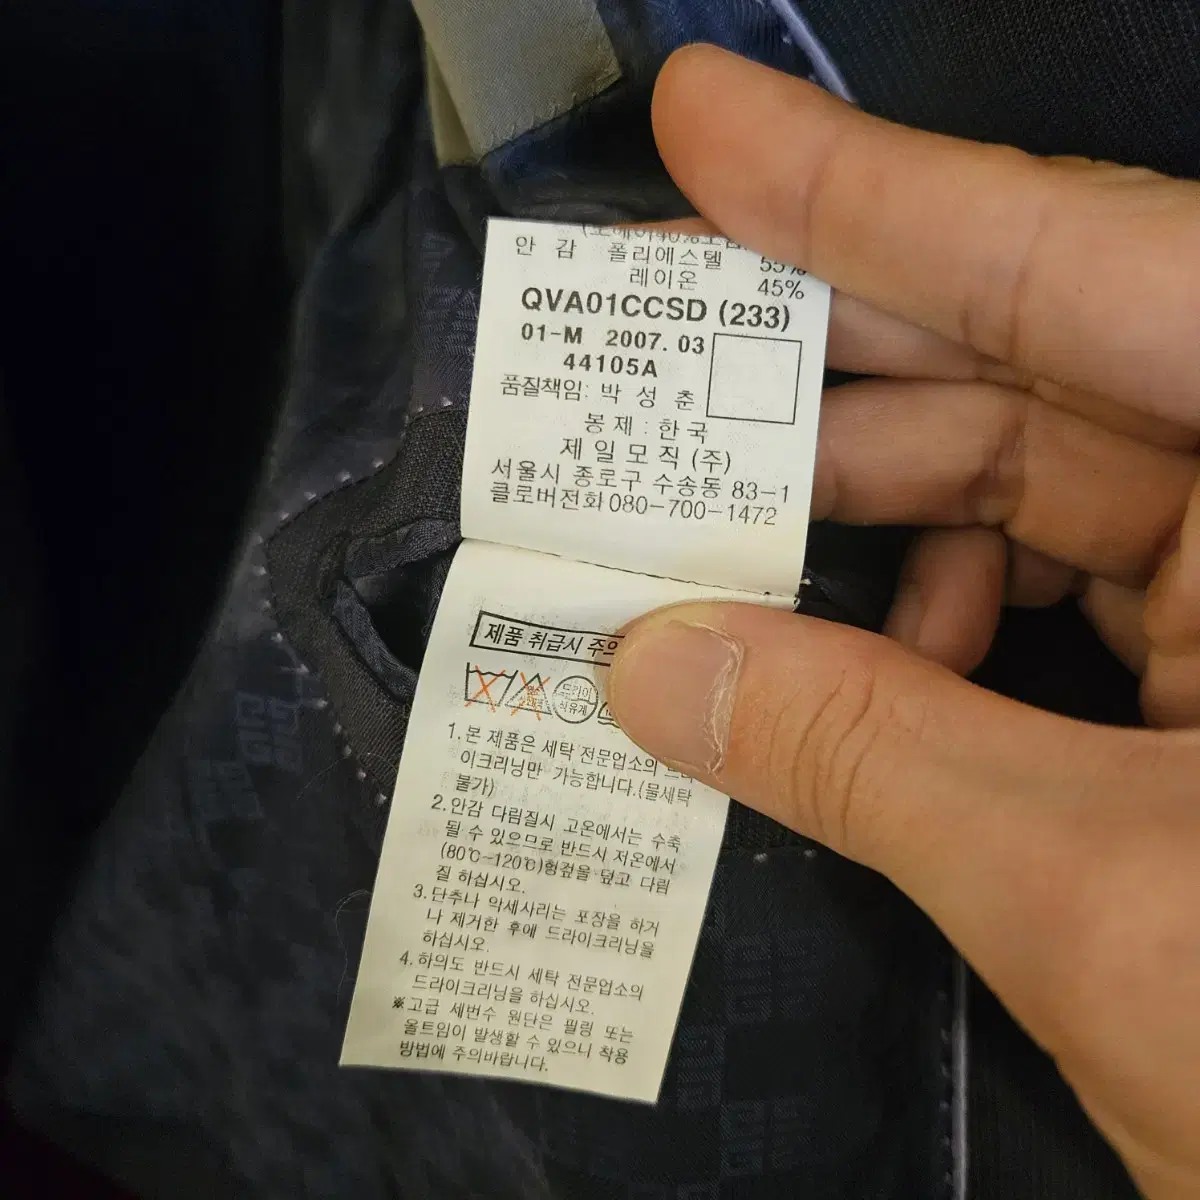 안 감 폴리에스텔 55%
레이온 45%
QVA01CCSD (233)
01-M 2007. 03
44105A
품질책임: 박 성 춘
봉 제 : 한 국
제 일 모 직 (주)
서울시 종로구 수송동 83-1
클로버전화 080-700-1472
제품 취급시 주의
드라이
석유계
1. 본 제품은 세탁 전문업소의
이크리닝만 가능합니다.(물세탁
불가)
2. 안감 다림질시 고온에서는 수축
될 수 있으므로 반드시 저온에서
(80℃-120℃)헝겊을 덮고 다림
질 하십시오.
3. 단추나 악세사리는 포장을 하거
나 제거한 후에 드라이크리닝을
하십시오.
4. 하의도 반드시 세탁 전문업소의
드라이크리닝을 하십시오.
※고급 세번수 원단은 필링 또는
올트임이 발생할 수 있으니 착용
방법에 주의바랍니다.